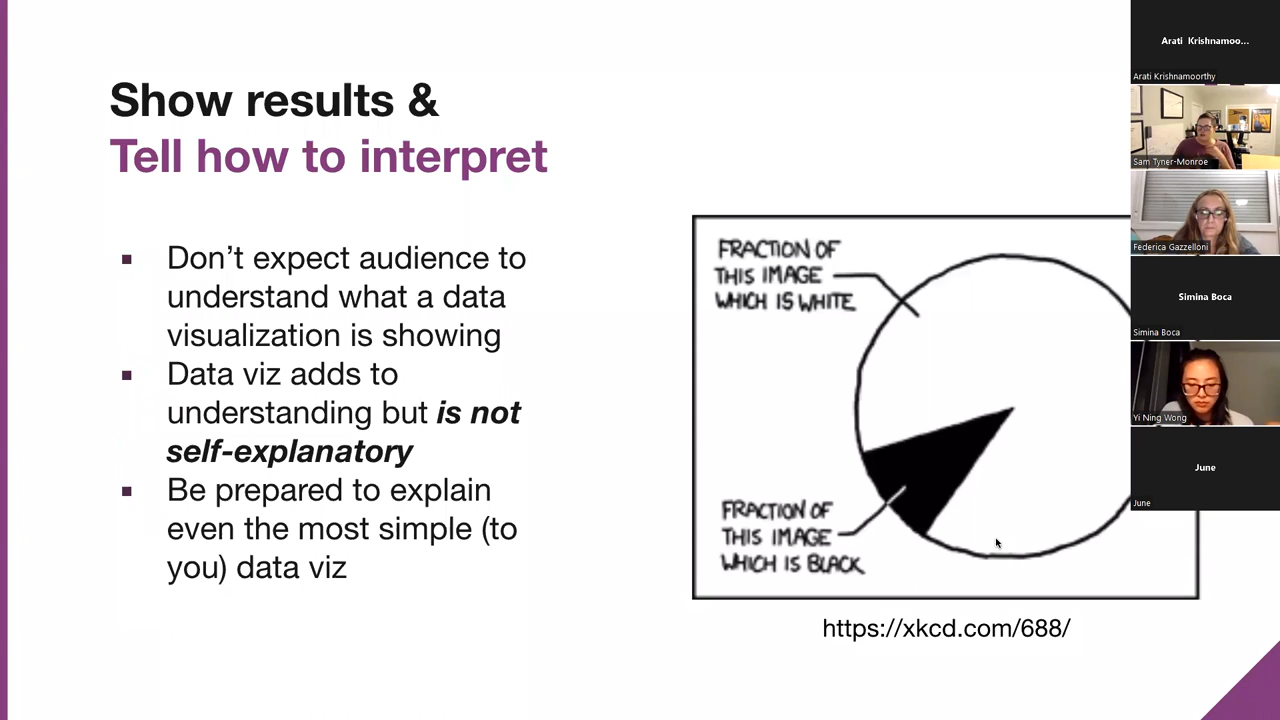 Show results &
Tell how to interpret
Don’t expect audience to
understand what a data
visualization is showing
Data viz adds to
understanding but is not
self-explanatory
Be prepared to explain
even the most simple (to
you) data viz
FRACTION OF
THIS IMAGE
WHICH IS WHITE
FRACTION OF
THIS IMAGE
WHICH IS BLACK
https://xkcd.com/688/
Arati Krishnamoo...
Arati Krishnamoorthy
Sam Tyner-Monroe
Federica Gazzelloni
Simina Boca
Simina Boca
Yi Ning Wong
June
June